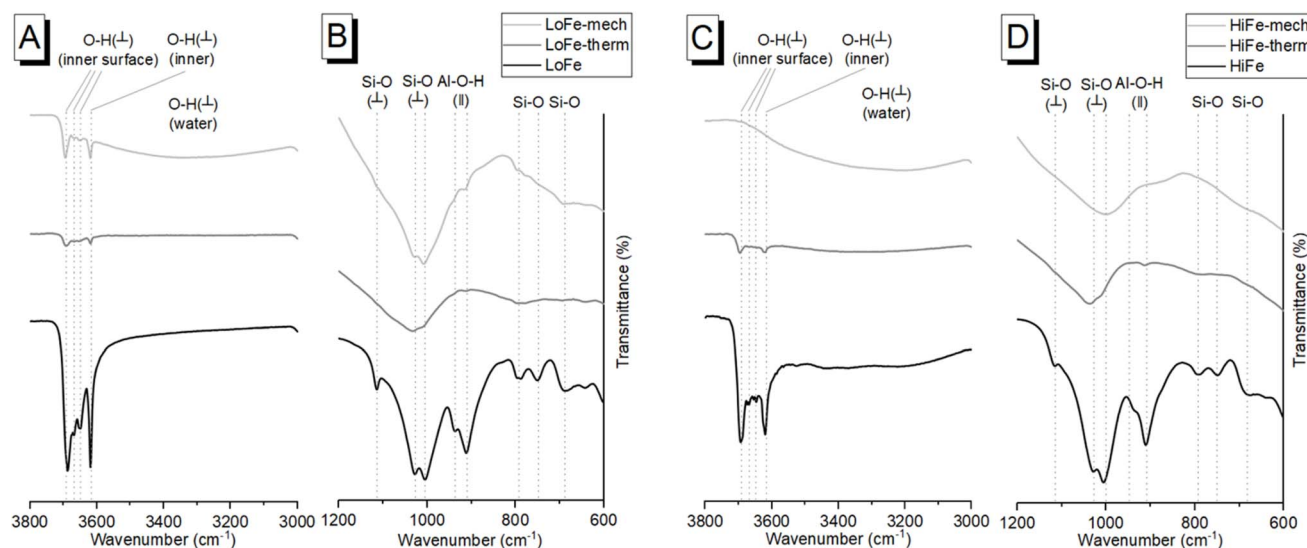 A
O-H(⊥)
(inner surface)
O-H(⊥)
(inner)
O-H(⊥)
(water)
3800 3600 3400 3200 3000
Wavenumber (cm⁻¹)
B
LoFe-mech
LoFe-therm
LoFe
Si-O
(⊥)
Si-O
(⊥)
Al-O-H
(||)
Si-O Si-O
Transmittance (%)
1200 1000 800 600
Wavenumber (cm⁻¹)
C
O-H(⊥)
(inner surface)
O-H(⊥)
(inner)
O-H(⊥)
(water)
3800 3600 3400 3200 3000
Wavenumber (cm⁻¹)
D
HiFe-mech
HiFe-therm
HiFe
Si-O
(⊥)
Si-O
(⊥)
Al-O-H
(||)
Si-O Si-O
Transmittance (%)
1200 1000 800 600
Wavenumber (cm⁻¹)